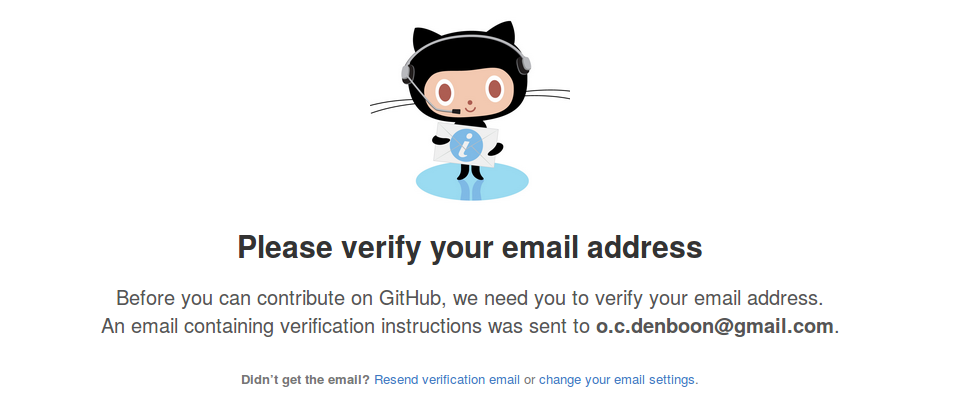 i
Please verify your email address
Before you can contribute on GitHub, we need you to verify your email address.
An email containing verification instructions was sent to o.c.denboon@gmail.com.
Didn't get the email? Resend verification email or change your email settings.